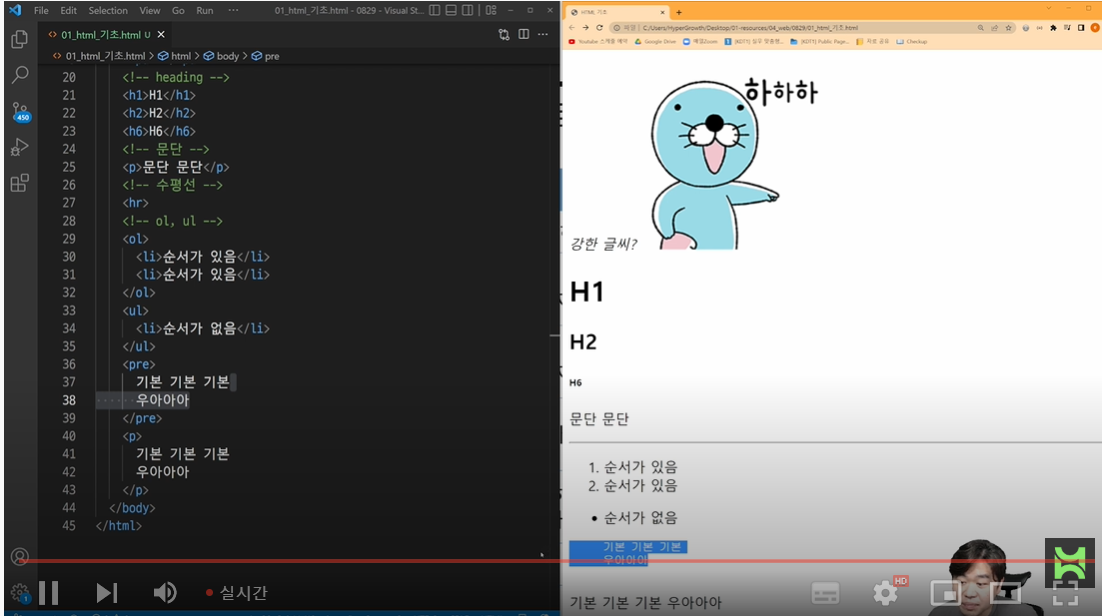 File Edit Selection View Go Run ··· 01_html_기초.html - 0829 - Visual St...
01_html_기초.html U
01_html_기초.html > html > body > pre
20 <!-- heading -->
21 <h1>H1</h1>
22 <h2>H2</h2>
23 <h6>H6</h6>
24 <!-- 문단 -->
25 <p>문단 문단</p>
26 <!-- 수평선 -->
27 <hr>
28 <!-- ol, ul -->
29 <ol>
30 <li>순서가 있음</li>
31 <li>순서가 있음</li>
32 </ol>
33 <ul>
34 <li>순서가 없음</li>
35 </ul>
36 <pre>
37 기본 기본 기본
38 우아아아
39 </pre>
40 <p>
41 기본 기본 기본
42 우아아아
43 </p>
44 </body>
45 </html>
450
1
실시간
HTML 기초
파일 C:/Users/HyperGrowth/Desktop/01-resources/04_web/0829/01_html_기초.html
Google Drive
Checkup
하하하
강한 글씨?
H1
H2
H6
문단 문단
1. 순서가 있음
2. 순서가 있음
• 순서가 없음
기본 기본 기본
우아아아
기본 기본 기본 우아아아
HD